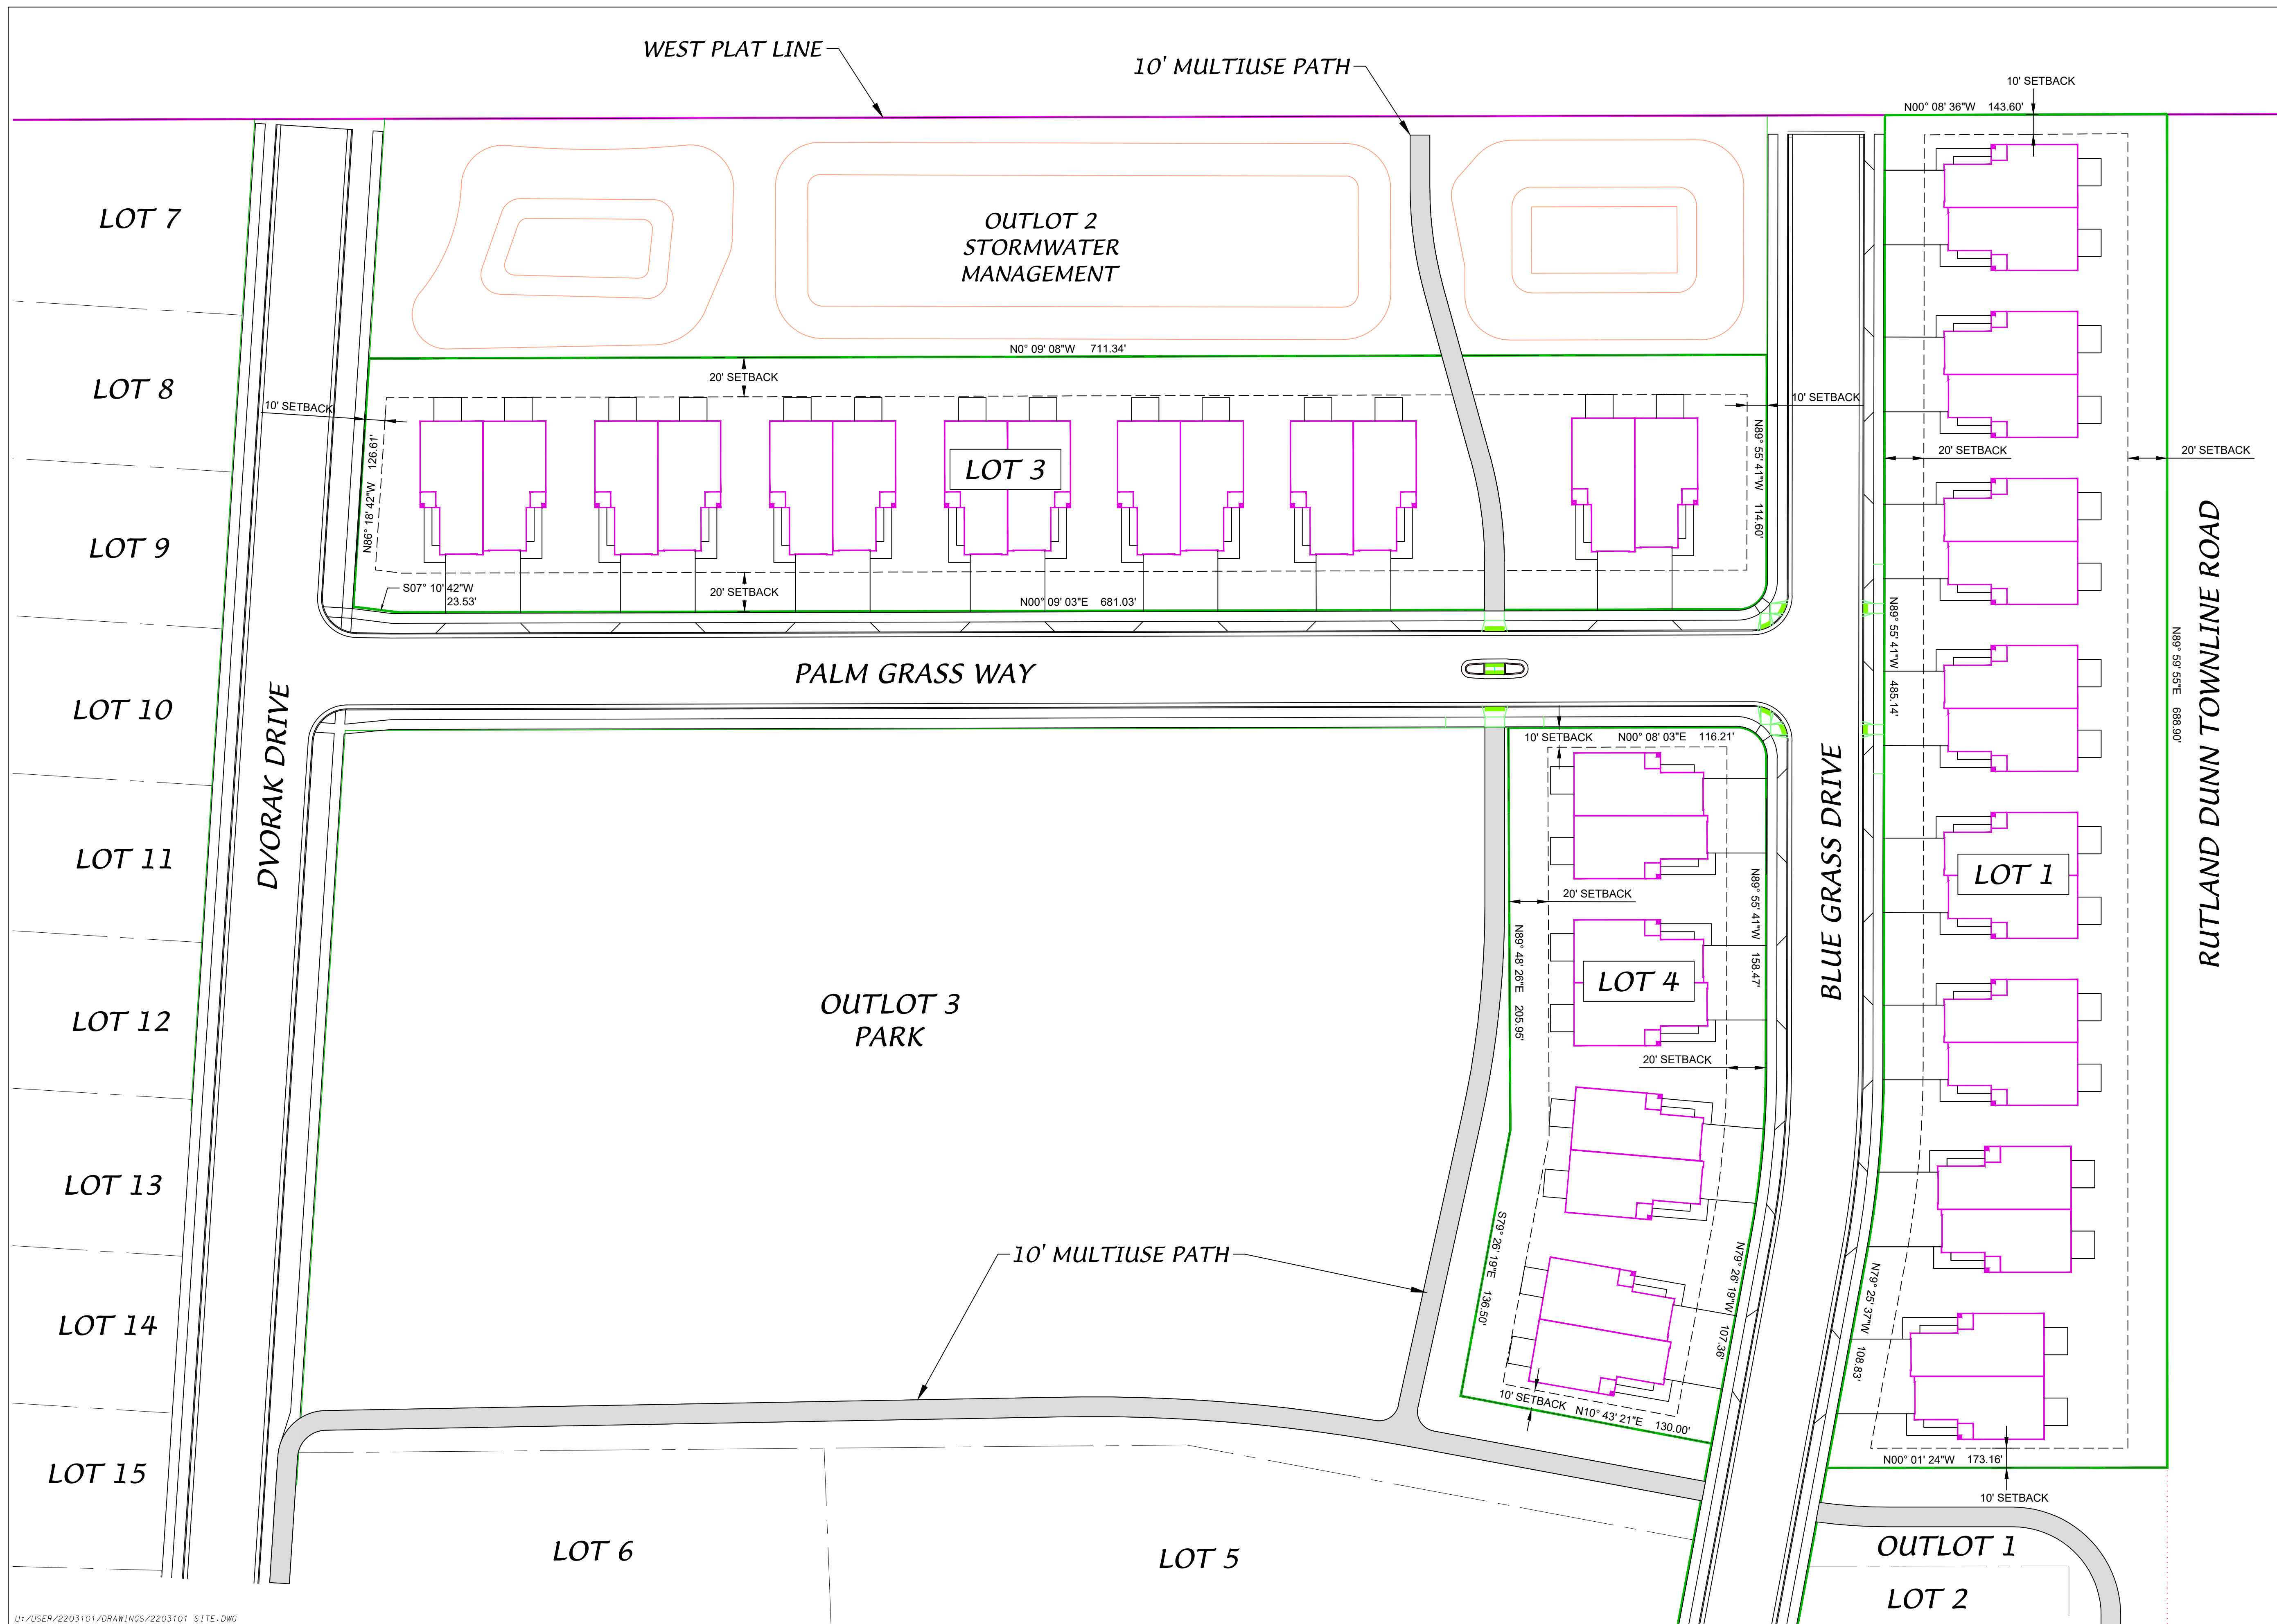 WEST PLAT LINE
10' MULTIUSE PATH
10' SETBACK
N00° 08' 36"W 143.60'
LOT 7
OUTLOT 2
STORMWATER
MANAGEMENT
N0° 09' 08"W 711.34'
20' SETBACK
LOT 8
10' SETBACK
10' SETBACK
N86° 18' 42"W 126.61'
LOT 3
N89° 55' 41"W 114.60'
20' SETBACK
20' SETBACK
LOT 9
S07° 10' 42"W
23.53'
20' SETBACK
N00° 09' 03"E 681.03'
N89° 55' 41"W 485.14'
N89° 59' 55"E 688.90'
RUTLAND DUNN TOWNLINE ROAD
LOT 10
PALM GRASS WAY
DVORAK DRIVE
10' SETBACK
N00° 08' 03"E 116.21'
BLUE GRASS DRIVE
LOT 11
20' SETBACK
N89° 55' 41"W 158.47'
LOT 1
N89° 48' 26"E 205.95'
LOT 4
OUTLOT 3
PARK
LOT 12
20' SETBACK
LOT 13
S79° 26' 19"E 136.50'
N79° 26' 19"W 107.36'
N79° 25' 37"W 108.83'
10' MULTIUSE PATH
LOT 14
10' SETBACK
N10° 43' 21"E 130.00'
N00° 01' 24"W 173.16'
10' SETBACK
LOT 15
LOT 6
LOT 5
OUTLOT 1
LOT 2
U:/USER/2203101/DRAWINGS/2203101 SITE.DWG